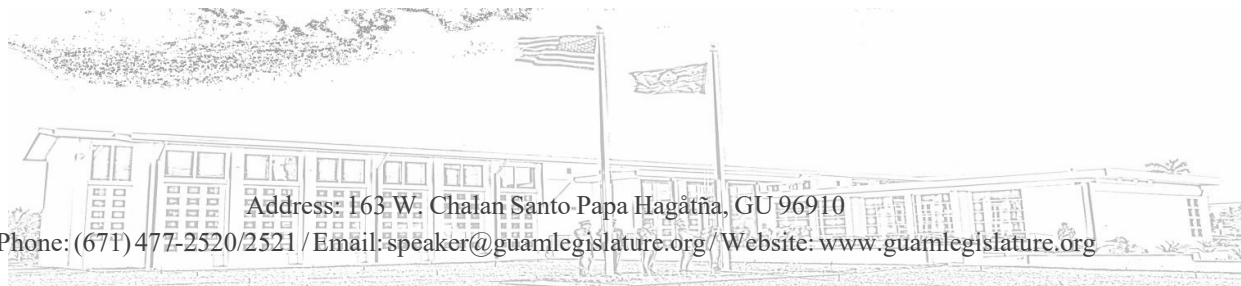 Address: 163 W. Chalan Santo Papa Hagåtña, GU 96910
Phone: (671) 477-2520/2521 / Email: speaker@guamlegislature.org / Website: www.guamlegislature.org